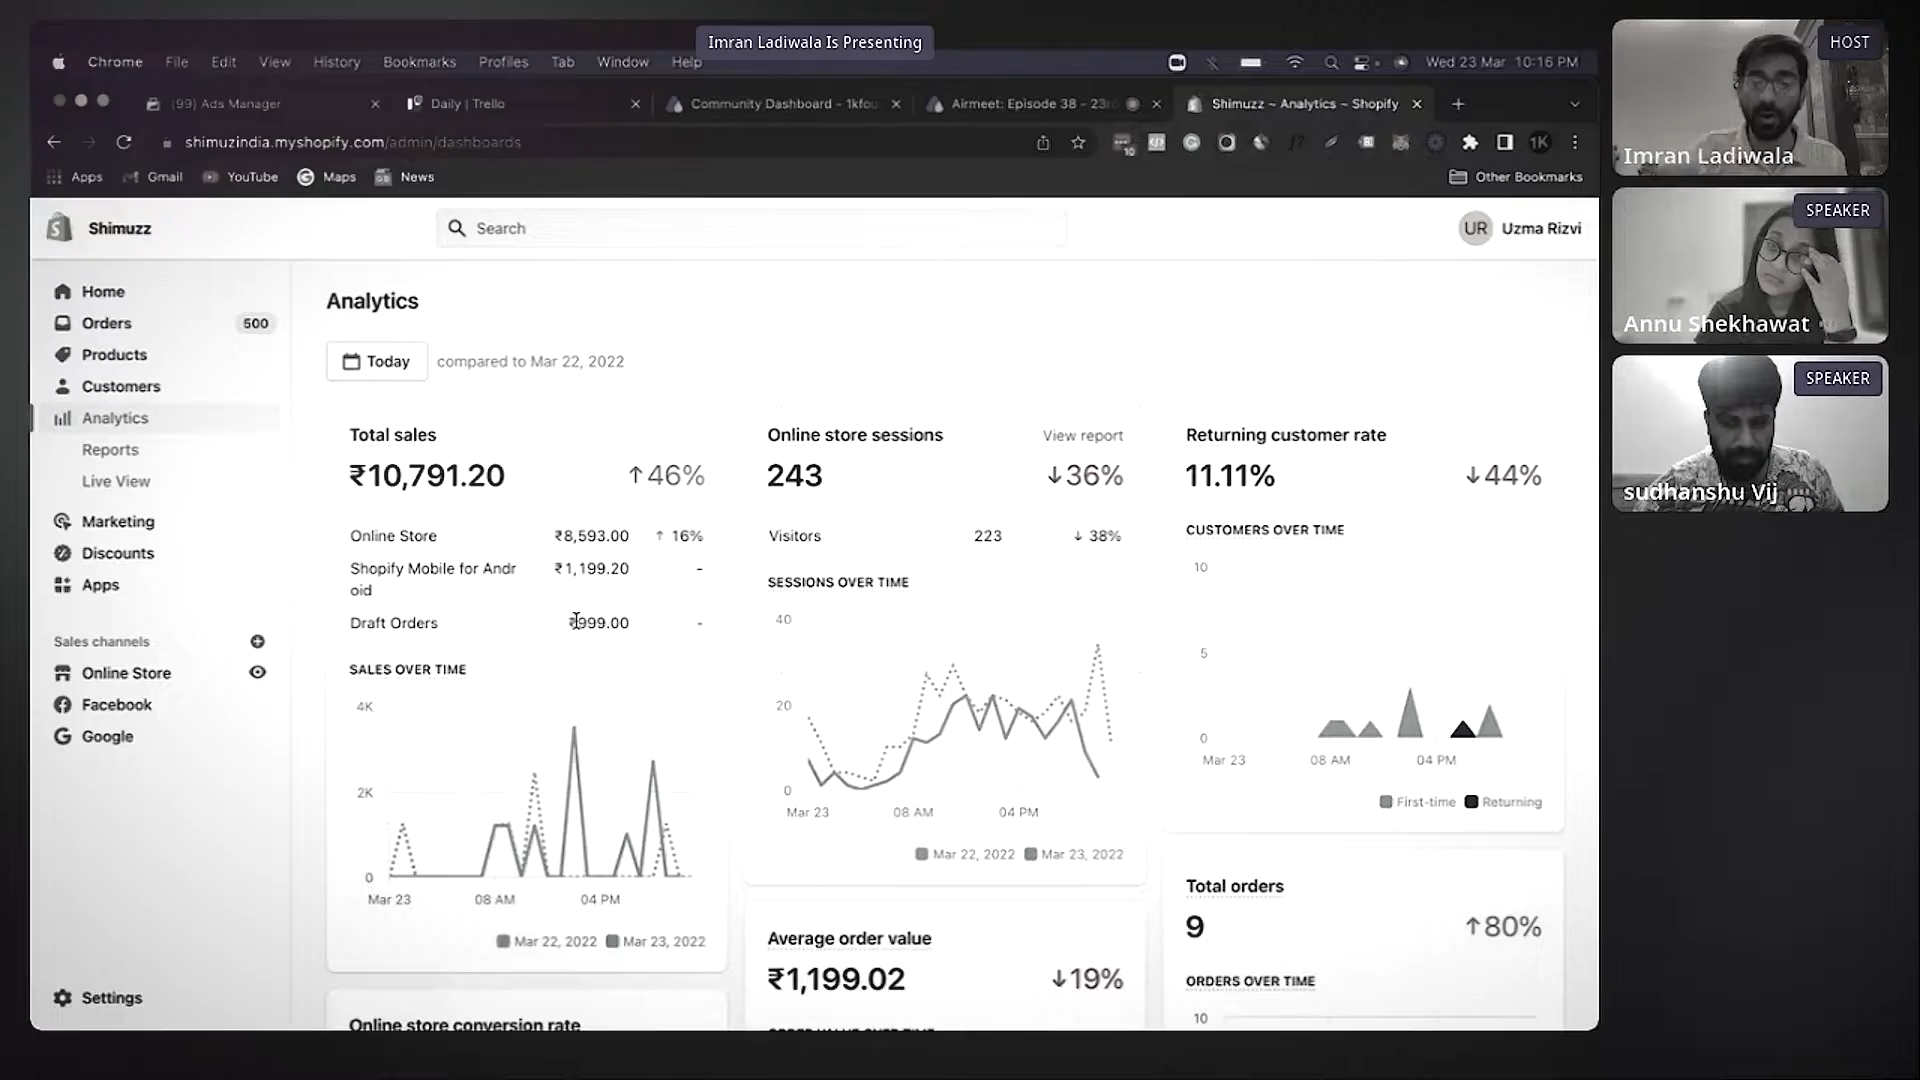 Imran Ladiwala Is Presenting
Chrome File Edit View History Bookmarks Profiles Tab Window Help
Wed 23 Mar 10:16 PM
(99) Ads Manager
Daily | Trello
Community Dashboard - 1kfou
Airmeet: Episode 38 - 23r
Shimuzz ~ Analytics ~ Shopify
shimuzindia.myshopify.com/admin/dashboards
10
1K
Apps Gmail YouTube Maps News
Other Bookmarks
Shimuzz
Search
UR Uzma Rizvi
Home
Orders 500
Products
Customers
Analytics
Reports
Live View
Marketing
Discounts
Apps
Sales channels
Online Store
Facebook
Google
Settings
Analytics
Today compared to Mar 22, 2022
Total sales
₹10,791.20 ↑46%
Online Store ₹8,593.00 ↑ 16%
Shopify Mobile for Andr
oid ₹1,199.20 -
Draft Orders ₹999.00 -
SALES OVER TIME
4K
2K
0
Mar 23 08 AM 04 PM
Mar 22, 2022 Mar 23, 2022
Online store conversion rate
Online store sessions View report
243 ↓36%
Visitors 223 ↓ 38%
SESSIONS OVER TIME
40
20
0
Mar 23 08 AM 04 PM
Mar 22, 2022 Mar 23, 2022
Average order value
₹1,199.02 ↓19%
ORDER VALUE OVER TIME
Returning customer rate
11.11% ↓44%
CUSTOMERS OVER TIME
10
5
0
Mar 23 08 AM 04 PM
First-time Returning
Total orders
9 ↑80%
ORDERS OVER TIME
10
HOST
Imran Ladiwala
SPEAKER
Annu Shekhawat
SPEAKER
sudhanshu Vij